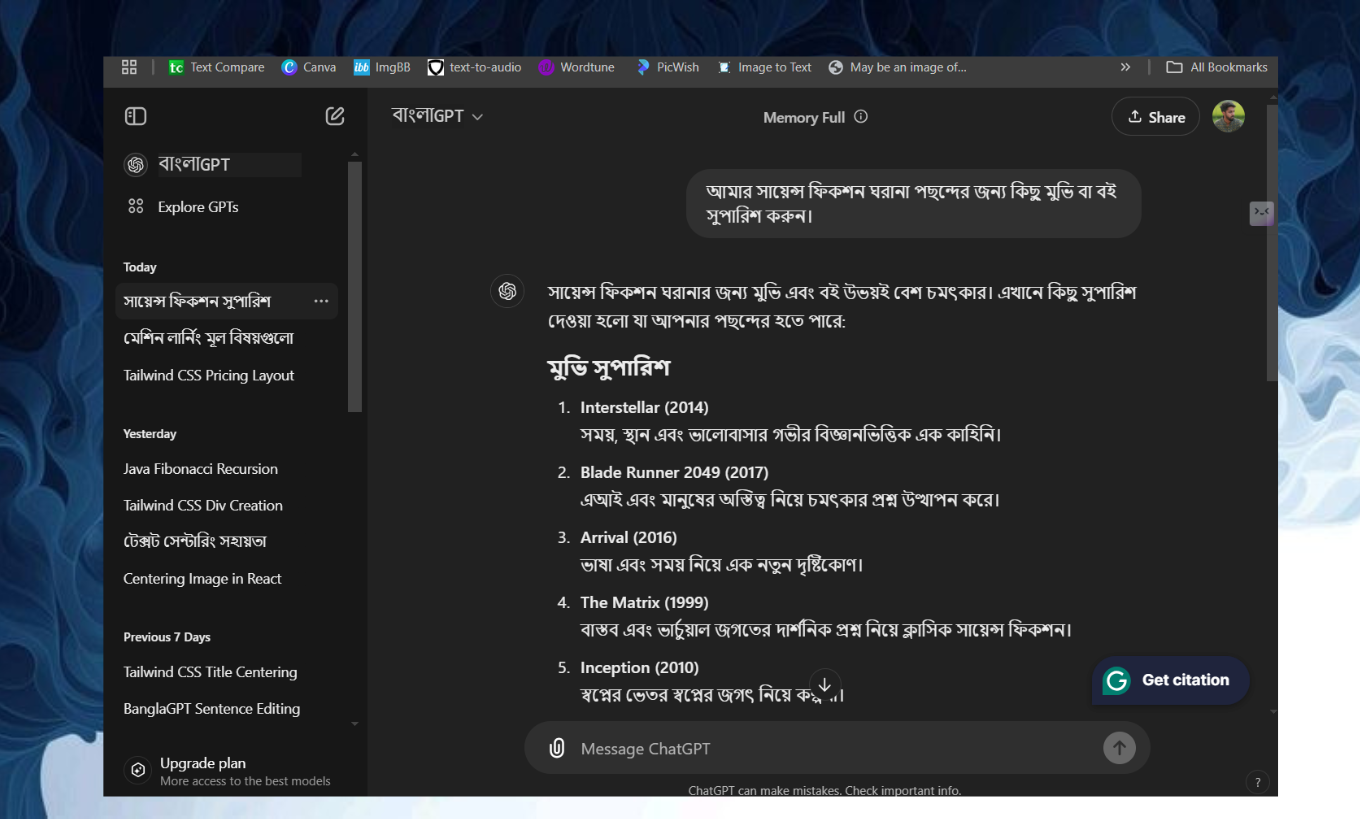 Text Compare
Canva
ImgBB
text-to-audio
Wordtune
PicWish
Image to Text
May be an image of...
All Bookmarks
বাংলাGPT
Memory Full
Share
বাংলাGPT
Explore GPTs
Today
সায়েন্স ফিকশন সুপারিশ
মেশিন লার্নিং মূল বিষয়গুলো
Tailwind CSS Pricing Layout
Yesterday
Java Fibonacci Recursion
Tailwind CSS Div Creation
টেক্সট সেন্টারিং সহায়তা
Centering Image in React
Previous 7 Days
Tailwind CSS Title Centering
BanglaGPT Sentence Editing
Upgrade plan
More access to the best models
আমার সায়েন্স ফিকশন ঘরানা পছন্দের জন্য কিছু মুভি বা বই
সুপারিশ করুন।
সায়েন্স ফিকশন ঘরানার জন্য মুভি এবং বই উভয়ই বেশ চমৎকার। এখানে কিছু সুপারিশ
দেওয়া হলো যা আপনার পছন্দের হতে পারে:
মুভি সুপারিশ
1. Interstellar (2014)
সময়, স্থান এবং ভালোবাসার গভীর বিজ্ঞানভিত্তিক এক কাহিনি।
2. Blade Runner 2049 (2017)
এআই এবং মানুষের অস্তিত্ব নিয়ে চমৎকার প্রশ্ন উত্থাপন করে।
3. Arrival (2016)
ভাষা এবং সময় নিয়ে এক নতুন দৃষ্টিকোণ।
4. The Matrix (1999)
বাস্তব এবং ভার্চুয়াল জগতের দার্শনিক প্রশ্ন নিয়ে ক্লাসিক সায়েন্স ফিকশন।
5. Inception (2010)
স্বপ্নের ভেতর স্বপ্নের জগৎ নিয়ে
Get citation
Message ChatGPT
ChatGPT can make mistakes. Check important info.